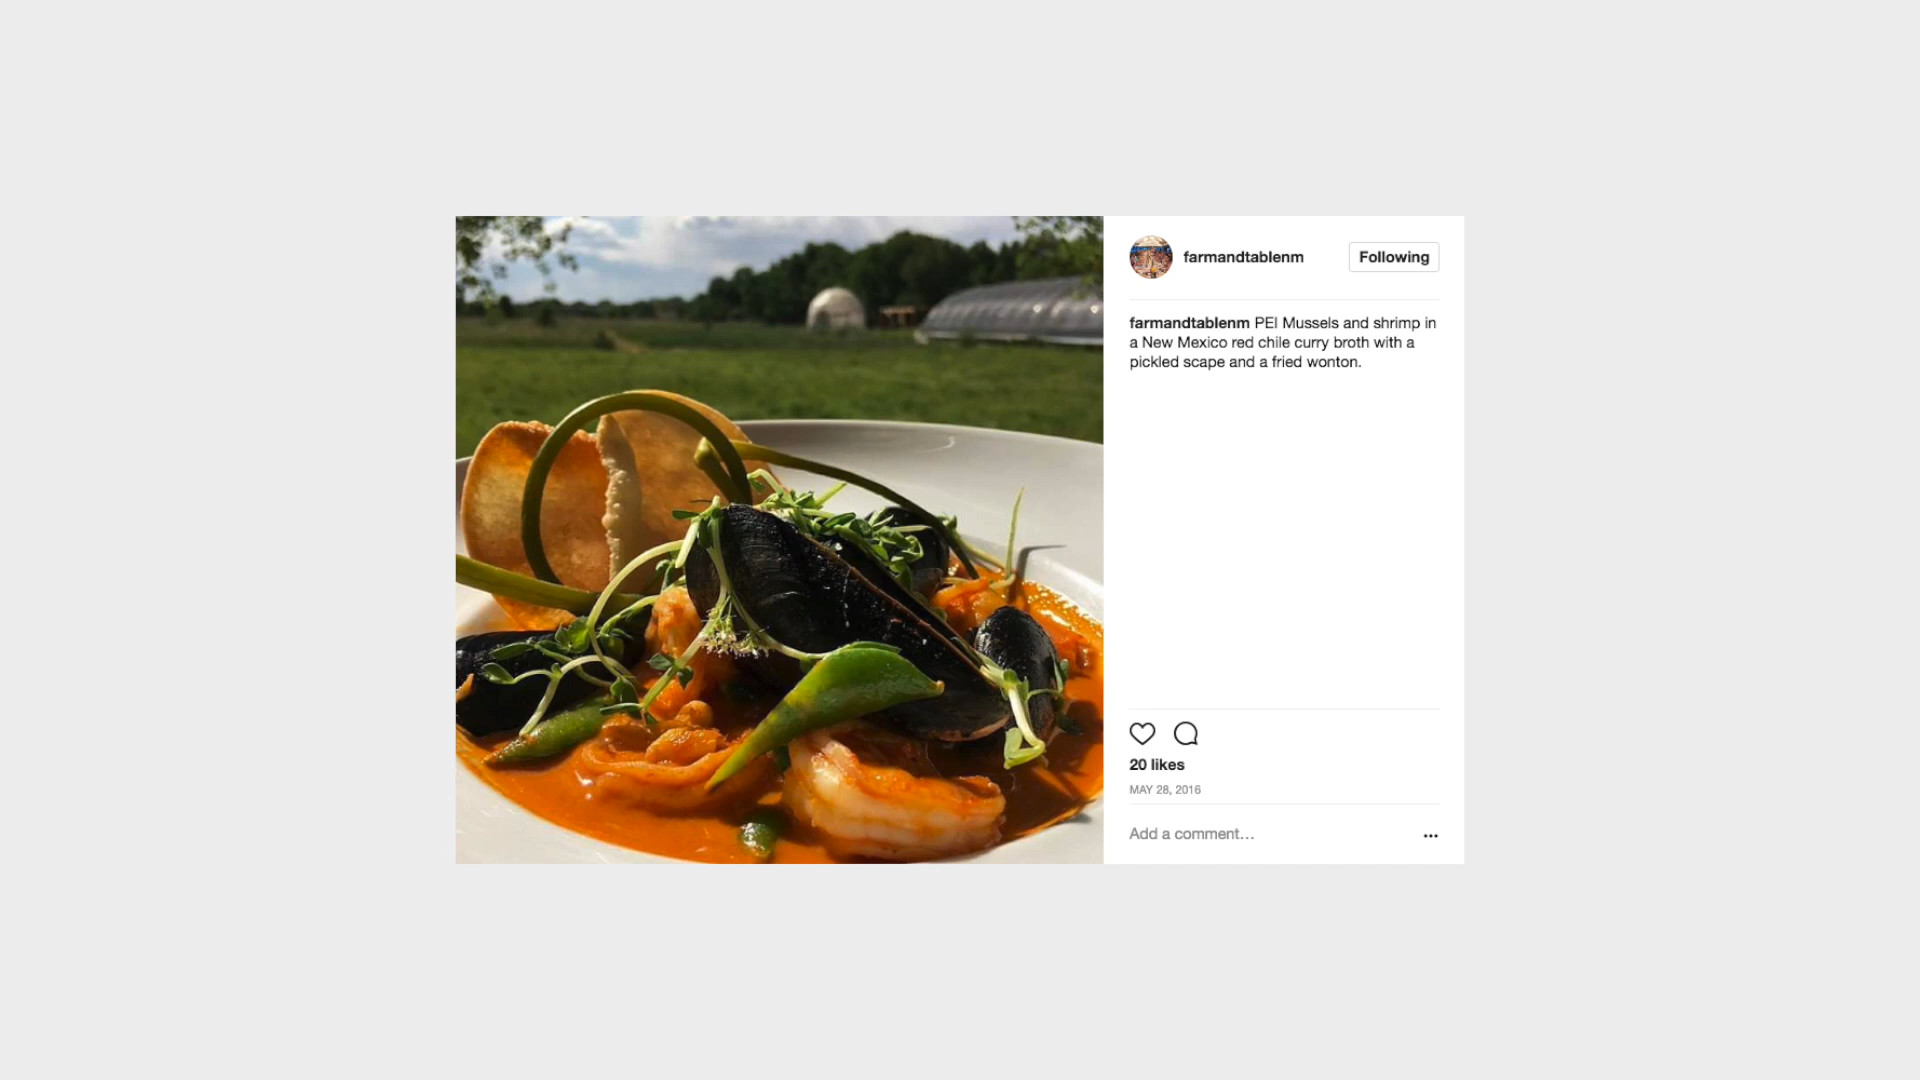 farmandtablenm
Following
farmandtablenm PEI Mussels and shrimp in
a New Mexico red chile curry broth with a
pickled scape and a fried wonton.
20 likes
MAY 28, 2016
Add a comment...